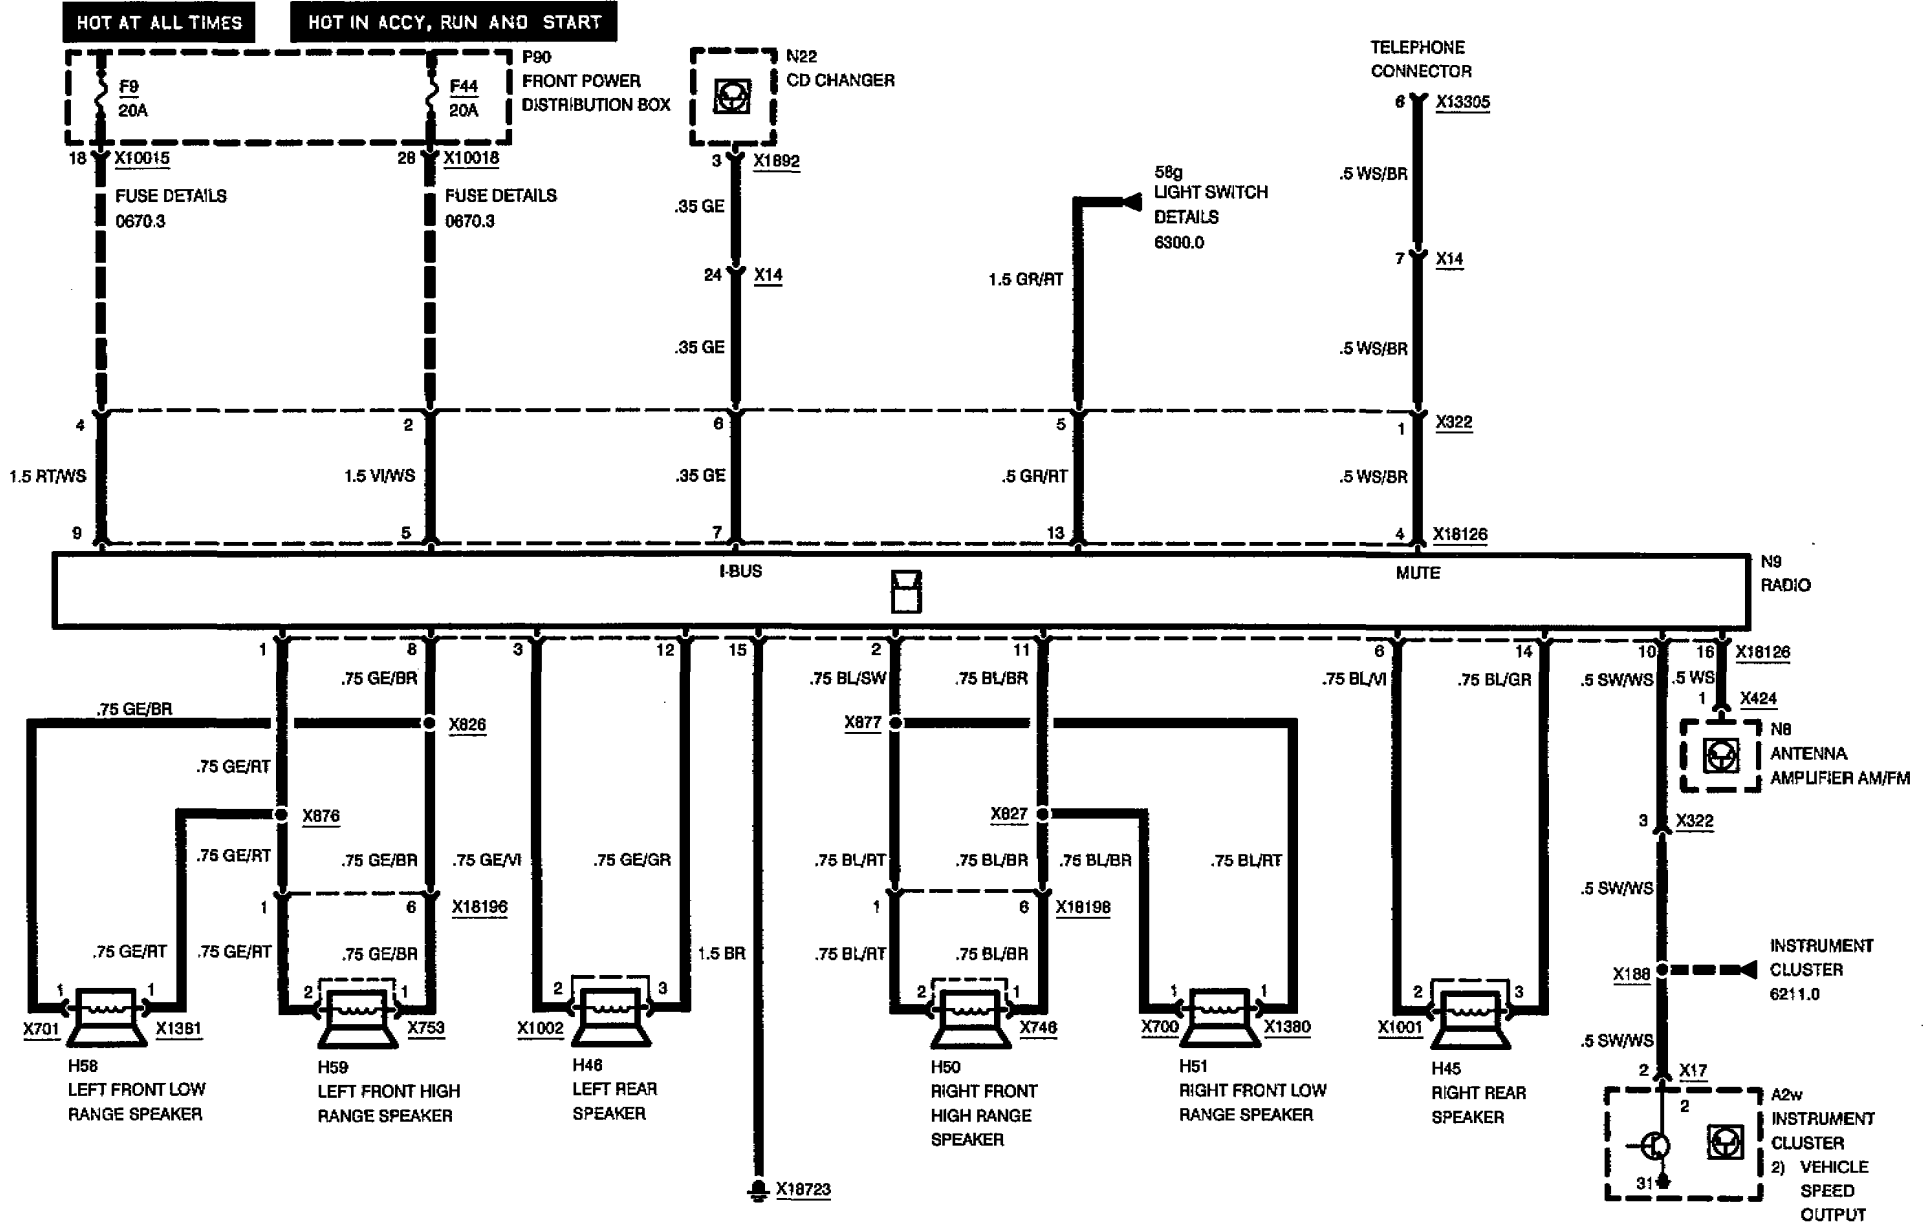 HOT AT ALL TIMES
HOT IN ACCY, RUN AND START
P90
FRONT POWER
DISTRIBUTION BOX
F9
20A
F44
20A
N22
CD CHANGER
TELEPHONE
CONNECTOR
6 X13305
18 X10015
28 X10018
3 X1892
FUSE DETAILS
0670.3
FUSE DETAILS
0670.3
.35 GE
58g
LIGHT SWITCH
DETAILS
6300.0
.5 WS/BR
24 X14
1.5 GR/RT
7 X14
.35 GE
.5 WS/BR
4
2
6
5
1 X322
1.5 RT/WS
1.5 VI/WS
.35 GE
.5 GR/RT
.5 WS/BR
9
5
7
13
4 X18126
I-BUS
MUTE
N9
RADIO
1
8
3
12
15
2
11
6
14
10
16 X18126
.75 GE/BR
.75 BL/SW
.75 BL/BR
.75 BL/VI
.75 BL/GR
.5 SW/WS
.5 WS
1 X424
.75 GE/BR
X826
X877
N8
ANTENNA
AMPLIFIER AM/FM
.75 GE/RT
X876
X827
3 X322
.75 GE/RT
.75 GE/BR
.75 GE/VI
.75 GE/GR
.75 BL/RT
.75 BL/BR
.75 BL/BR
.75 BL/RT
.5 SW/WS
1
6 X18196
1
6 X18198
.75 GE/RT
.75 GE/RT
.75 GE/BR
1.5 BR
.75 BL/RT
.75 BL/BR
X188
INSTRUMENT
CLUSTER
6211.0
1
1
2
1
2
3
2
1
1
1
2
3
X701
X1381
X753
X1002
X746
X700
X1380
X1001
.5 SW/WS
H58
LEFT FRONT LOW
RANGE SPEAKER
H59
LEFT FRONT HIGH
RANGE SPEAKER
H46
LEFT REAR
SPEAKER
H50
RIGHT FRONT
HIGH RANGE
SPEAKER
H51
RIGHT FRONT LOW
RANGE SPEAKER
H45
RIGHT REAR
SPEAKER
2 X17
2
A2w
INSTRUMENT
CLUSTER
2) VEHICLE
SPEED
OUTPUT
31
X18723